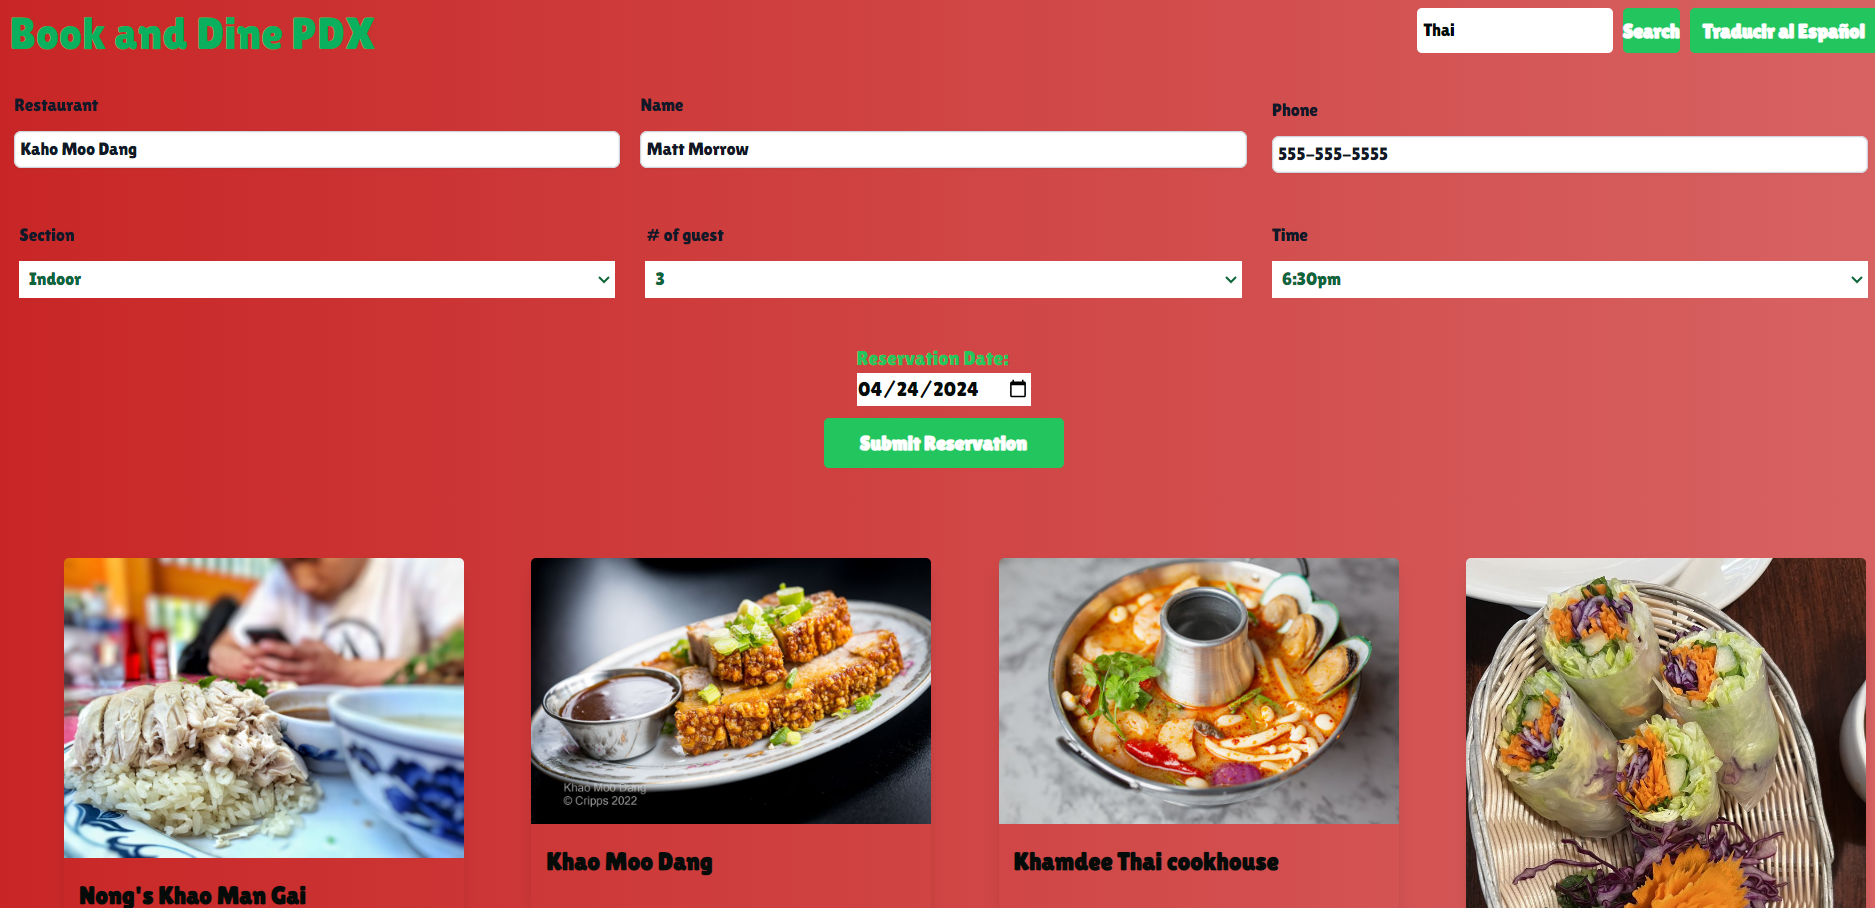 Book and Dine PDX
Thai
Search
Traducir al Español
Restaurant
Name
Phone
Kaho Moo Dang
Matt Morrow
555-555-5555
Section
# of guest
Time
Indoor
3
6:30pm
Reservation Date:
04/24/2024
Submit Reservation
Khao Moo Dang
© Cripps 2022
Nong's Khao Man Gai
Khao Moo Dang
Khamdee Thai cookhouse